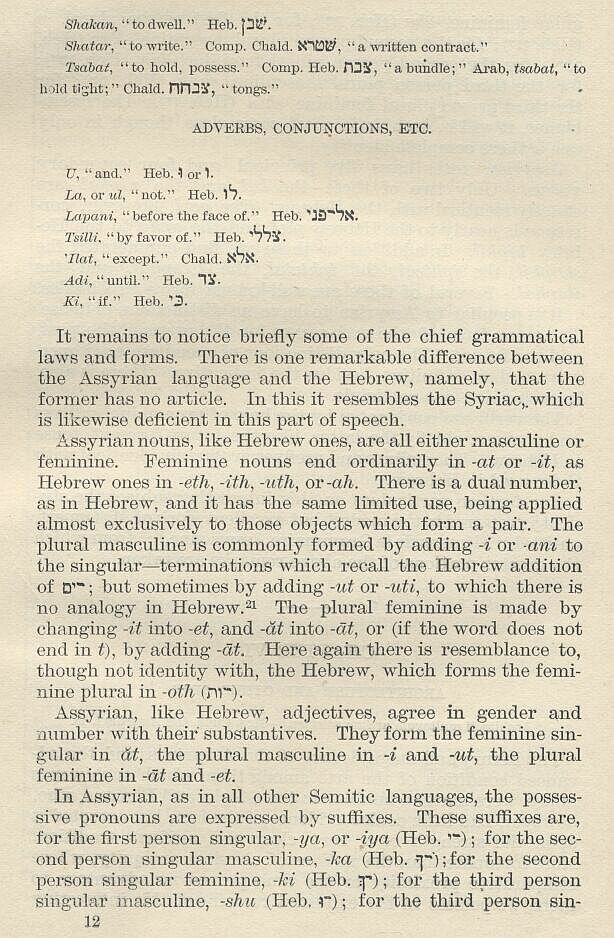 Shakan, “to dwell.” Heb. שכן.
Shatar, “to write.” Comp. Chald. שטרא, “a written contract.”
Tsabat, “to hold, possess.” Comp. Heb. צבת, “a bundle;” Arab, tsabat, “to
hold tight;” Chald. צבתח, “tongs.”
ADVERBS, CONJUNCTIONS, ETC.
U, “and.” Heb. וּ or ו.
La, or ul, “not.” Heb. לו.
Lapani, “before the face of.” Heb. אל־פני.
Tsilli, “by favor of.” Heb. צללי.
'Ilat, “except.” Chald. אלא.
Adi, “until.” Heb. צד.
Ki, “if.” Heb. כּי.
It remains to notice briefly some of the chief grammatical
laws and forms. There is one remarkable difference between
the Assyrian language and the Hebrew, namely, that the
former has no article. In this it resembles the Syriac, which
is likewise deficient in this part of speech.
Assyrian nouns, like Hebrew ones, are all either masculine or
feminine. Feminine nouns end ordinarily in -at or -it, as
Hebrew ones in -eth, -ith, -uth, or -ah. There is a dual number,
as in Hebrew, and it has the same limited use, being applied
almost exclusively to those objects which form a pair. The
plural masculine is commonly formed by adding -i or -ani to
the singular—terminations which recall the Hebrew addition
of ־ים; but sometimes by adding -ut or -uti, to which there is
no analogy in Hebrew.²¹ The plural feminine is made by
changing -it into -et, and -ăt into -āt, or (if the word does not
end in t), by adding -āt. Here again there is resemblance to,
though not identity with, the Hebrew, which forms the femi-
nine plural in -oth (־ות).
Assyrian, like Hebrew, adjectives, agree in gender and
number with their substantives. They form the feminine sin-
gular in ăt, the plural masculine in -i and -ut, the plural
feminine in -āt and -et.
In Assyrian, as in all other Semitic languages, the posses-
sive pronouns are expressed by suffixes. These suffixes are,
for the first person singular, -ya, or -iya (Heb. ־י); for the sec-
ond person singular masculine, -ka (Heb. ־ך); for the second
person singular feminine, -ki (Heb. ־ך); for the third person
singular masculine, -shu (Heb. ־ו); for the third person sin-
12